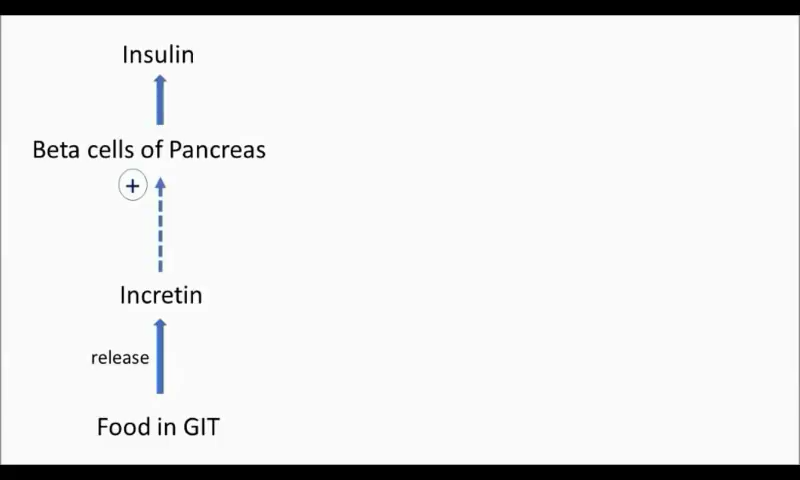 Insulin
Beta cells of Pancreas
+
Incretin
release
Food in GIT